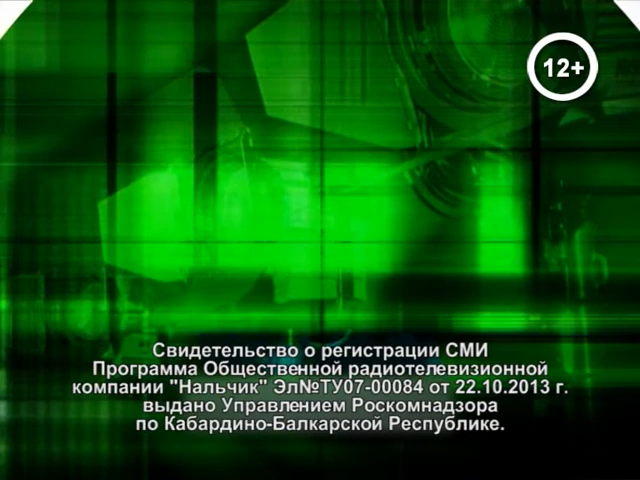 12+
Свидетельство о регистрации СМИ
Программа Общественной радиотелевизионной
компании "Нальчик" Эл№ТУ07-00084 от 22.10.2013 г.
выдано Управлением Роскомнадзора
по Кабардино-Балкарской Республике.